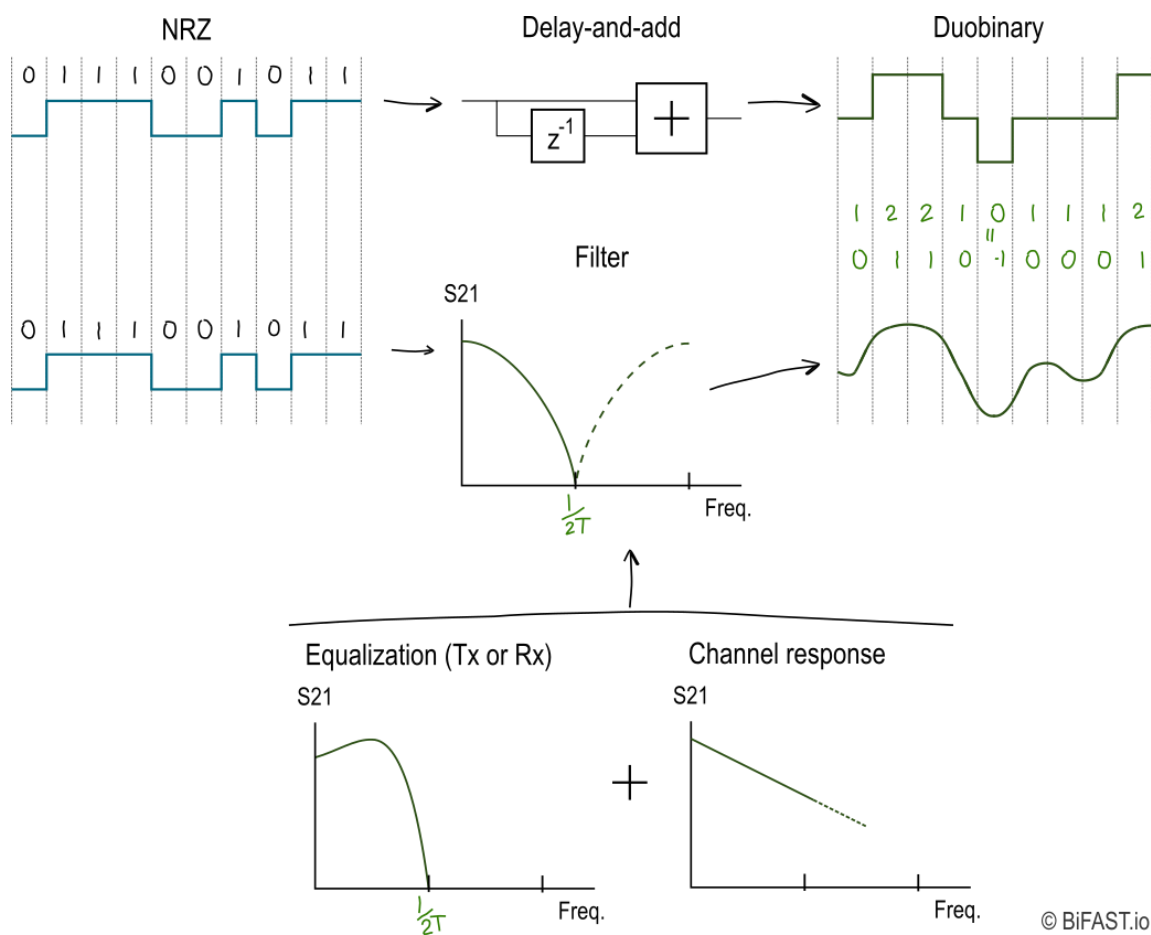 NRZ
Delay-and-add
Duobinary
0 1 1 1 0 0 1 0 1 1
z⁻¹
+
1 2 2 1 0 1 1 1 2
=
0 1 1 0 -1 0 0 0 1
Filter
S21
0 1 1 1 0 0 1 0 1 1
1/2T
Freq.
Equalization (Tx or Rx)
Channel response
S21
S21
+
1/2T
Freq.
Freq.
© BiFAST.io